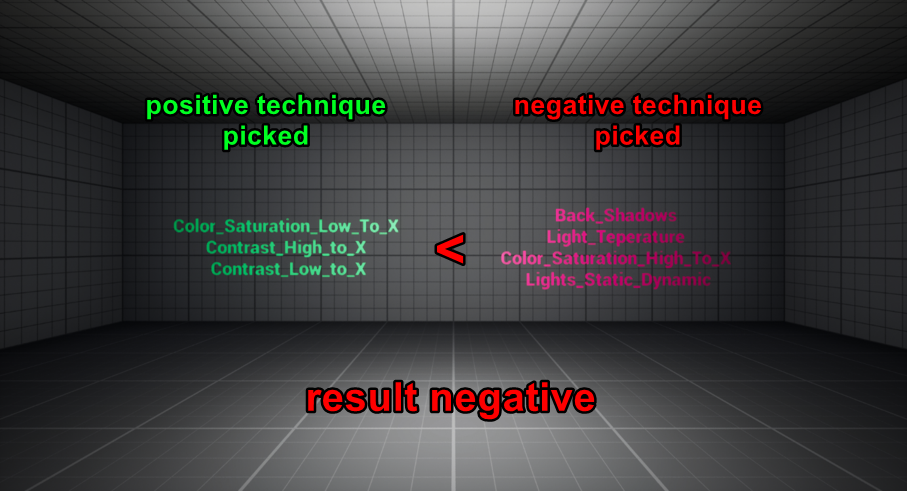 positive technique
picked
negative technique
picked
Color_Saturation_Low_To_X
Contrast_High_to_X
Contrast_Low_to_X
<
Back_Shadows
Light_Teperature
Color_Saturation_High_To_X
Lights_Static_Dynamic
result negative